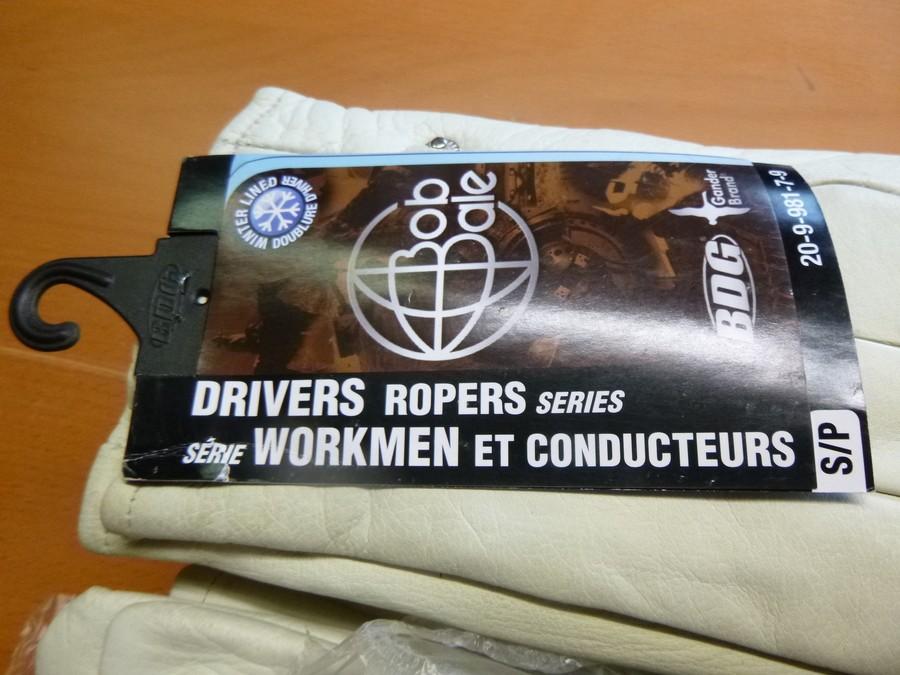 WINTER LINED
DOUBLURE D'HIVER
Bob
Dale
Gander
Brand
BDG
20-9-981-7-9
BDG
DRIVERS ROPERS SERIES
SÉRIE WORKMEN ET CONDUCTEURS
S/P